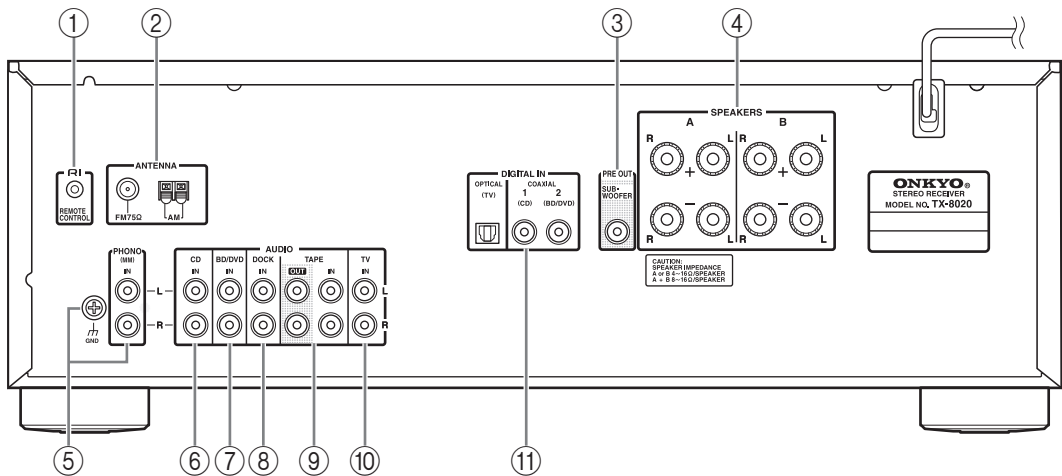 ① ② ③ ④
RI
REMOTE
CONTROL
ANTENNA
FM75Ω
AM
DIGITAL IN
OPTICAL
(TV)
COAXIAL
1 2
(CD) (BD/DVD)
PRE OUT
SUB-
WOOFER
SPEAKERS
A B
R L R L
+ +
− −
R L R L
CAUTION:
SPEAKER IMPEDANCE
A or B 4~16Ω/SPEAKER
A + B 8~16Ω/SPEAKER
ONKYO®
STEREO RECEIVER
MODEL NO. TX-8020
PHONO
(MM)
IN
GND
AUDIO
CD BD/DVD DOCK TAPE TV
IN IN IN OUT IN IN
L L
R R
⑤ ⑥ ⑦ ⑧ ⑨ ⑩ ⑪